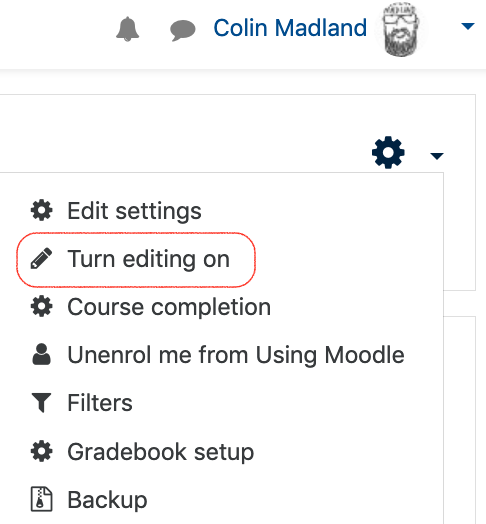 Colin Madland
Edit settings
Turn editing on
Course completion
Unenrol me from Using Moodle
Filters
Gradebook setup
Backup